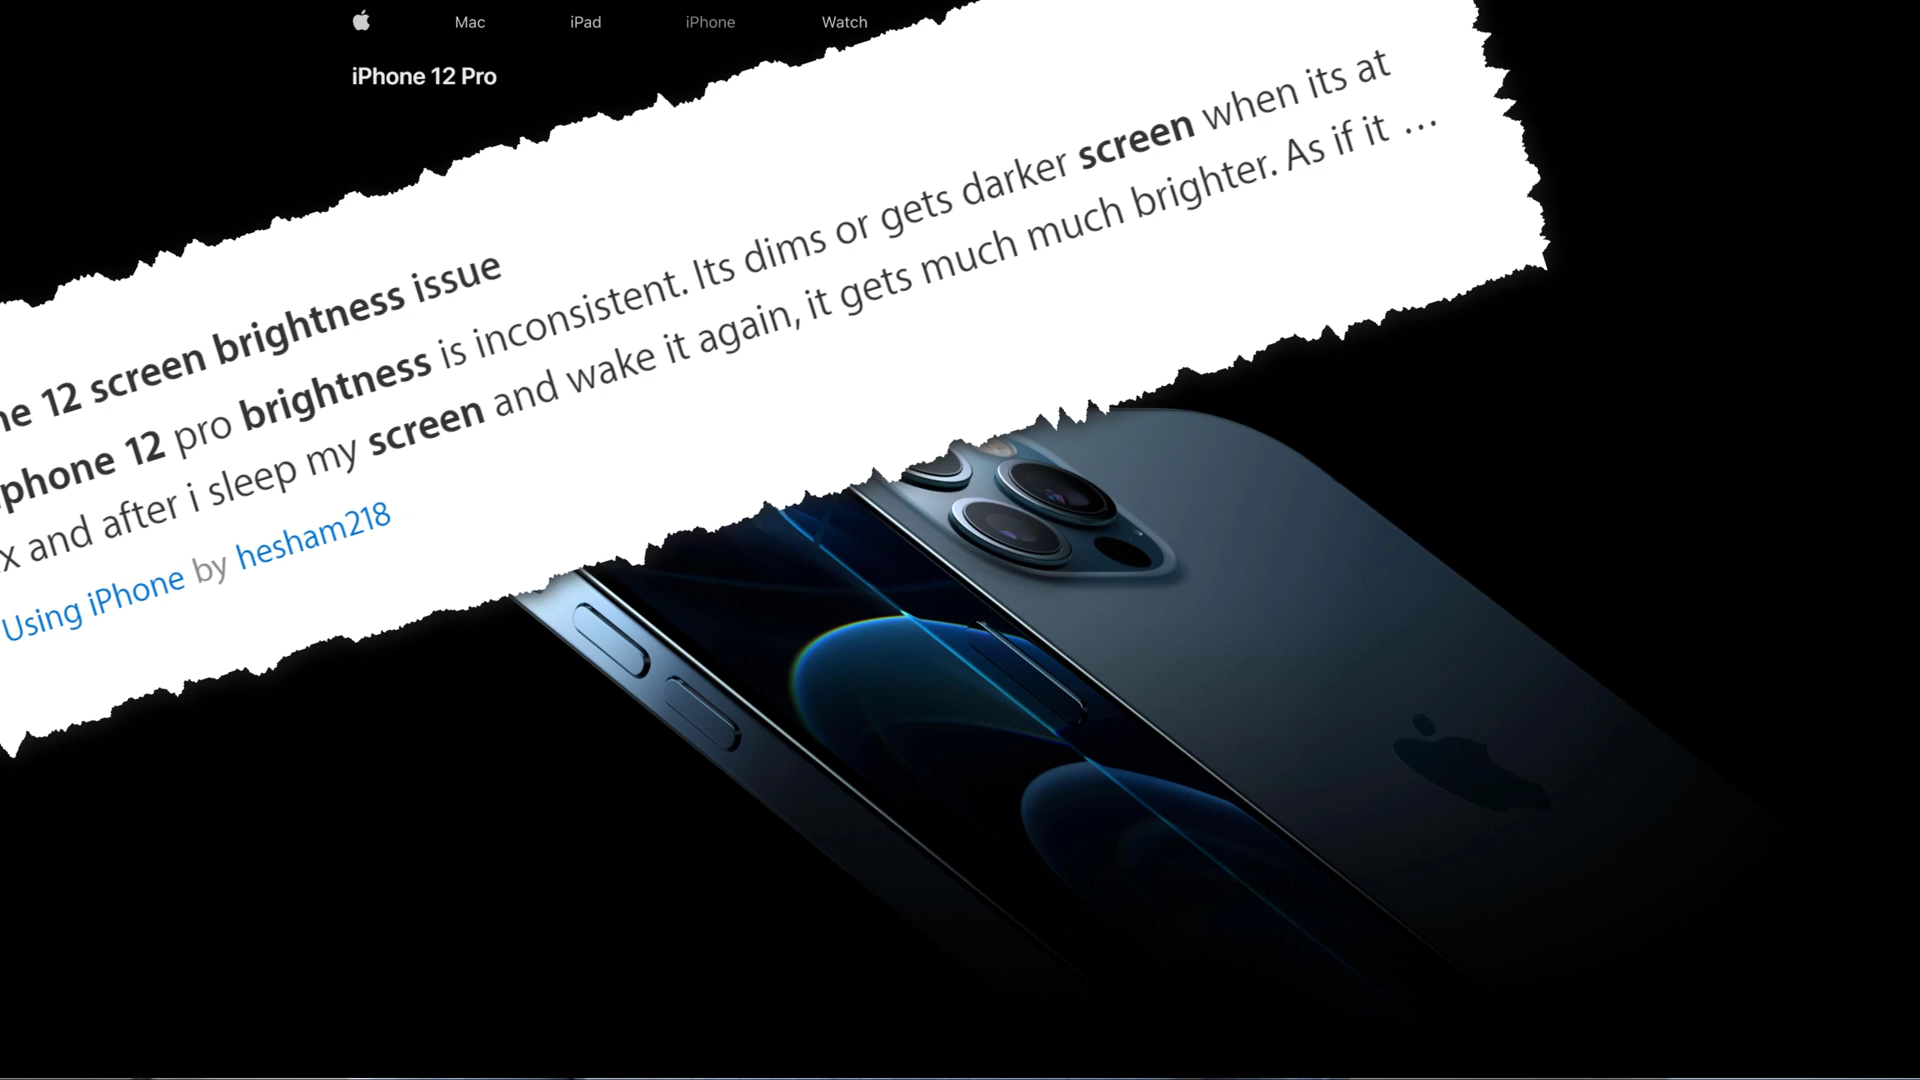 Mac iPad iPhone Watch
iPhone 12 Pro
12 screen brightness issue
12 pro brightness is inconsistent. Its dims or gets darker screen when its at
and after i sleep my screen and wake it again, it gets much much brighter. As if it ...
Using iPhone by hesham218